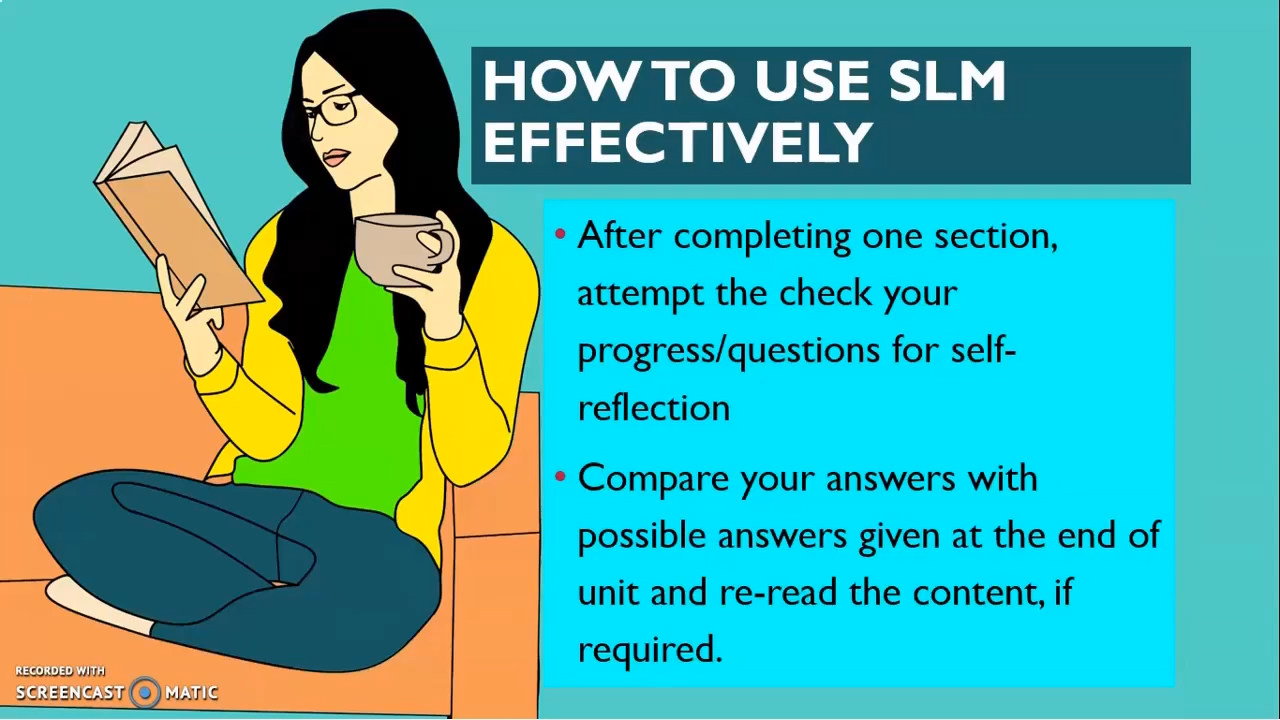 HOW TO USE SLM
EFFECTIVELY
• After completing one section,
attempt the check your
progress/questions for self-
reflection
• Compare your answers with
possible answers given at the end of
unit and re-read the content, if
required.
RECORDED WITH
SCREENCAST MATIC